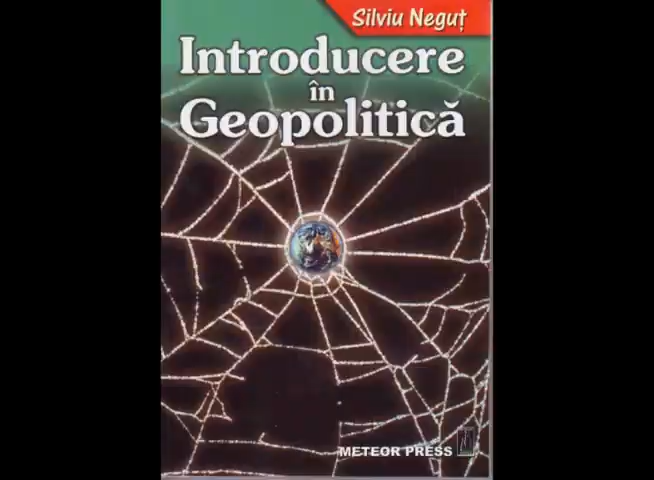 Silviu Neguț
Introducere
în
Geopolitică
METEOR PRESS